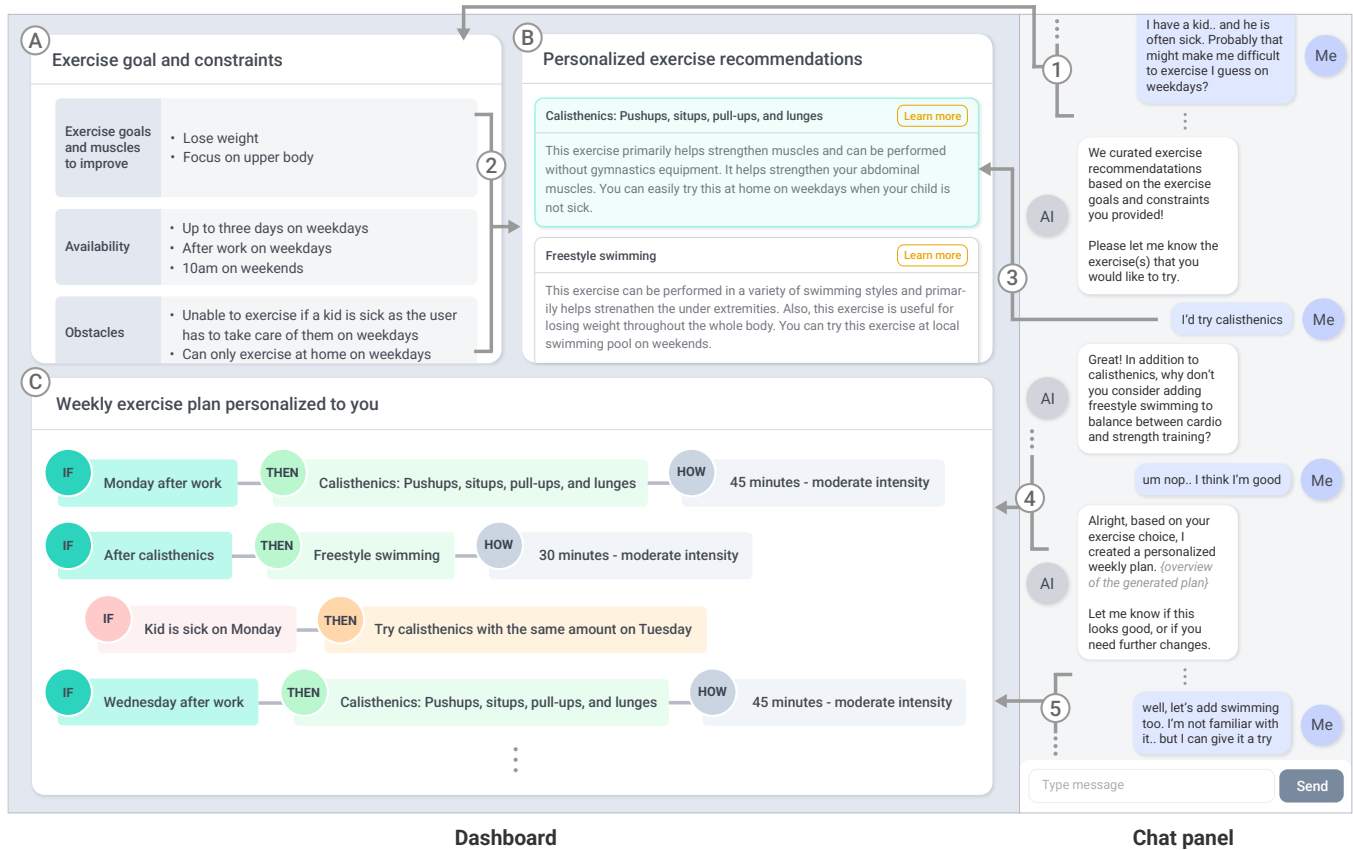 A
Exercise goal and constraints
Exercise goals
and muscles
to improve
• Lose weight
• Focus on upper body
2
Availability
• Up to three days on weekdays
• After work on weekdays
• 10am on weekends
Obstacles
• Unable to exercise if a kid is sick as the user
has to take care of them on weekdays
• Can only exercise at home on weekdays
B
Personalized exercise recommendations
Calisthenics: Pushups, situps, pull-ups, and lunges
Learn more
This exercise primarily helps strengthen muscles and can be performed
without gymnastics equipment. It helps strengthen your abdominal
muscles. You can easily try this at home on weekdays when your child is
not sick.
Freestyle swimming
Learn more
This exercise can be performed in a variety of swimming styles and primar-
ily helps strenathen the under extremities. Also, this exercise is useful for
losing weight throughout the whole body. You can try this exercise at local
swimming pool on weekends.
C
Weekly exercise plan personalized to you
IF
Monday after work
THEN
Calisthenics: Pushups, situps, pull-ups, and lunges
HOW
45 minutes - moderate intensity
IF
After calisthenics
THEN
Freestyle swimming
HOW
30 minutes - moderate intensity
IF
Kid is sick on Monday
THEN
Try calisthenics with the same amount on Tuesday
IF
Wednesday after work
THEN
Calisthenics: Pushups, situps, pull-ups, and lunges
HOW
45 minutes - moderate intensity
1
I have a kid.. and he is
often sick. Probably that
might make me difficult
to exercise I guess on
weekdays?
Me
AI
We curated exercise
recommendatations
based on the exercise
goals and constraints
you provided!
Please let me know the
exercise(s) that you
would like to try.
3
I'd try calisthenics
Me
AI
Great! In addition to
calisthenics, why don't
you consider adding
freestyle swimming to
balance between cardio
and strength training?
4
um nop.. I think I'm good
Me
AI
Alright, based on your
exercise choice, I
created a personalized
weekly plan. {overview
of the generated plan}
Let me know if this
looks good, or if you
need further changes.
5
well, let's add swimming
too. I'm not familiar with
it.. but I can give it a try
Me
Type message
Send
Dashboard
Chat panel